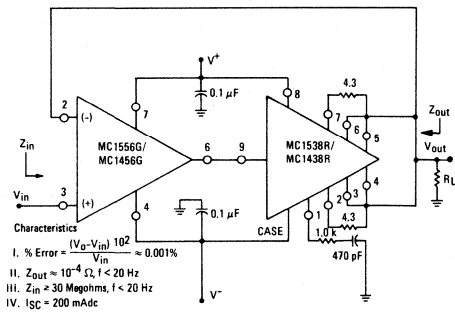 V+
0.1 μF
4.3
8
7
6
5
Zout
Vout
RL
2
(-)
7
MC1556G/
MC1456G
6
9
MC1538R/
MC1438R
Zin
Vin
3
(+)
4
0.1 μF
CASE
1
2
3
4
4.3
1.0 k
470 pF
V-
Characteristics
I. % Error = (Vo-Vin) 10² / Vin ≈ 0.001%
II. Zout ≈ 10⁻⁴ Ω, f < 20 Hz
III. Zin ≥ 30 Megohms, f < 20 Hz
IV. ISC = 200 mAdc